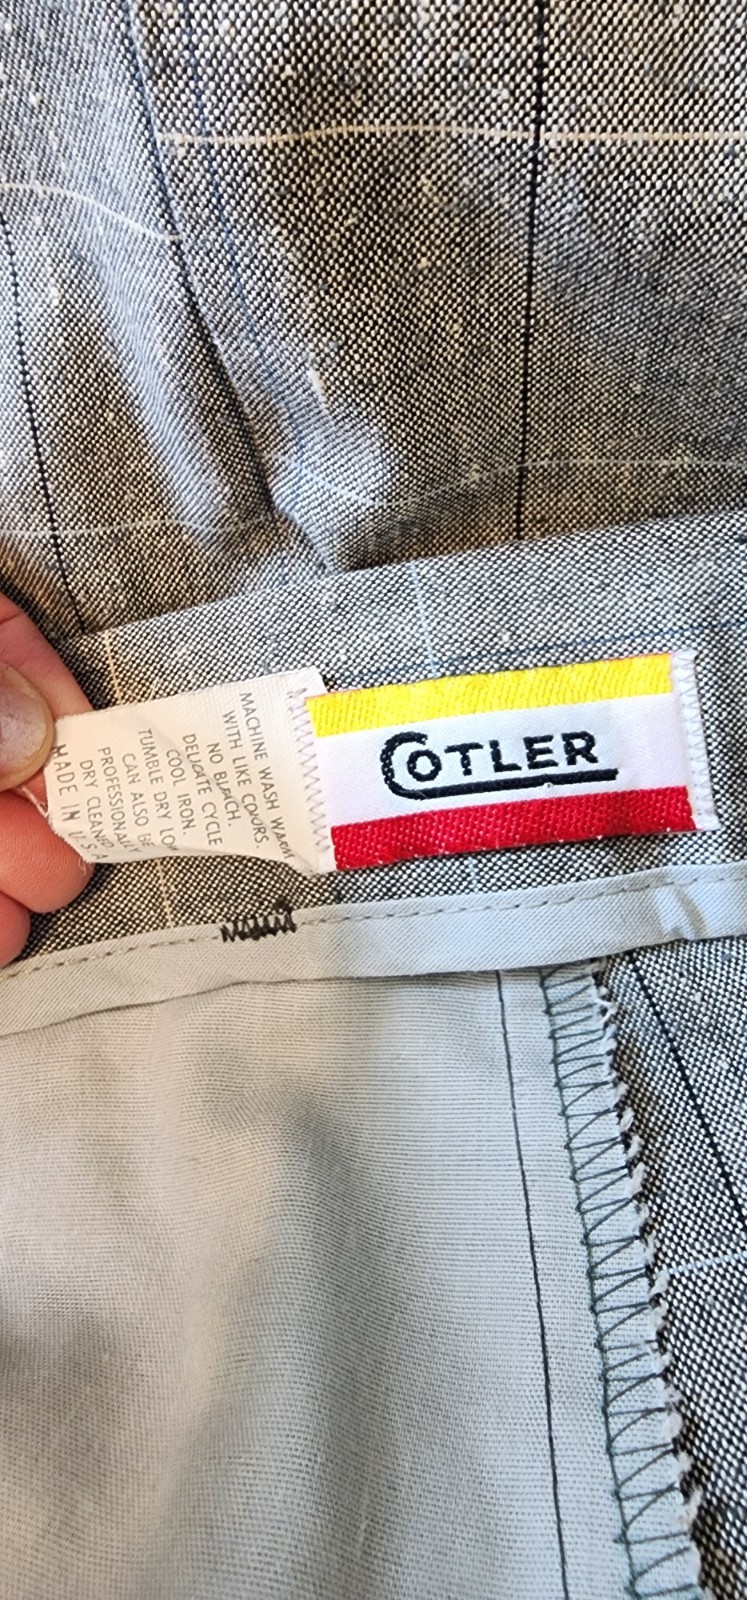 MACHINE WASH WARM
WITH LIKE COLORS.
NO BLEACH.
DELICATE CYCLE
COOL IRON.
TUMBLE DRY LOW
CAN ALSO BE
PROFESSIONALLY
DRY CLEANED
MADE IN U.S.A.
COTLER